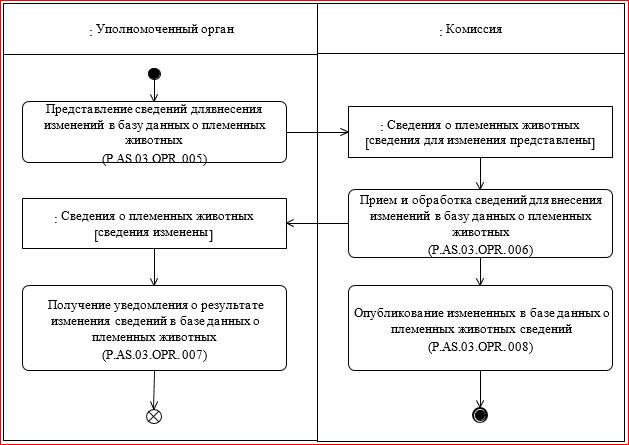 : Уполномоченный орган
: Комиссия
Представление сведений длявнесения
изменений в базу данных о племенных
животных
(P.AS.03.OPR. 005)
: Сведения о племенных животных
[сведения для изменения представлены]
Прием и обработка сведений для внесения
изменений в базу данных о племенных
животных
(P.AS.03.OPR. 006)
: Сведения о племенных животных
[сведения изменены]
Получение уведомления о результате
изменения сведений в базе данных о
племенных животных
(P.AS.03.OPR. 007)
Опубликование измененных в базе данных о
племенных животных сведений
(P.AS.03.OPR. 008)